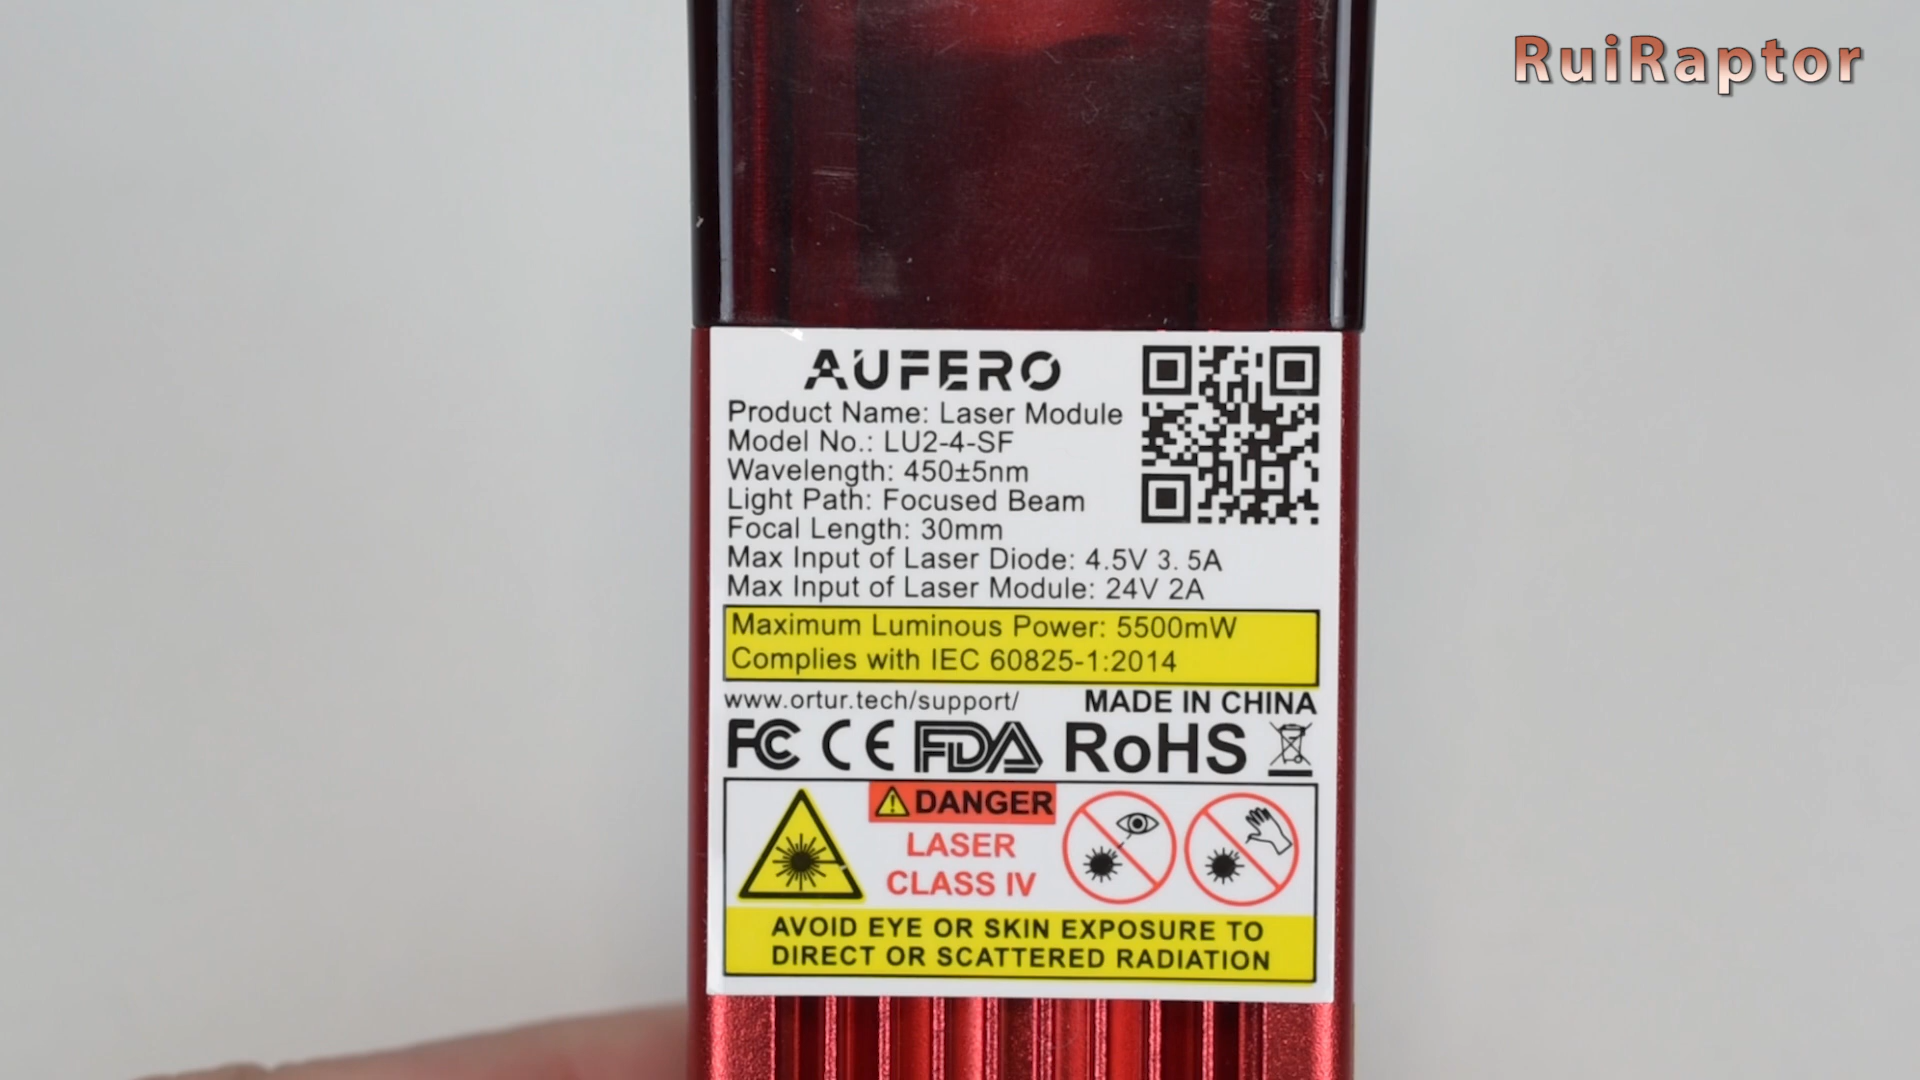 RuiRaptor
AUFERO
Product Name: Laser Module
Model No.: LU2-4-SF
Wavelength: 450±5nm
Light Path: Focused Beam
Focal Length: 30mm
Max Input of Laser Diode: 4.5V 3. 5A
Max Input of Laser Module: 24V 2A
Maximum Luminous Power: 5500mW
Complies with IEC 60825-1:2014
www.ortur.tech/support/ MADE IN CHINA
FC CE FDA RoHS
DANGER
LASER
CLASS IV
AVOID EYE OR SKIN EXPOSURE TO
DIRECT OR SCATTERED RADIATION